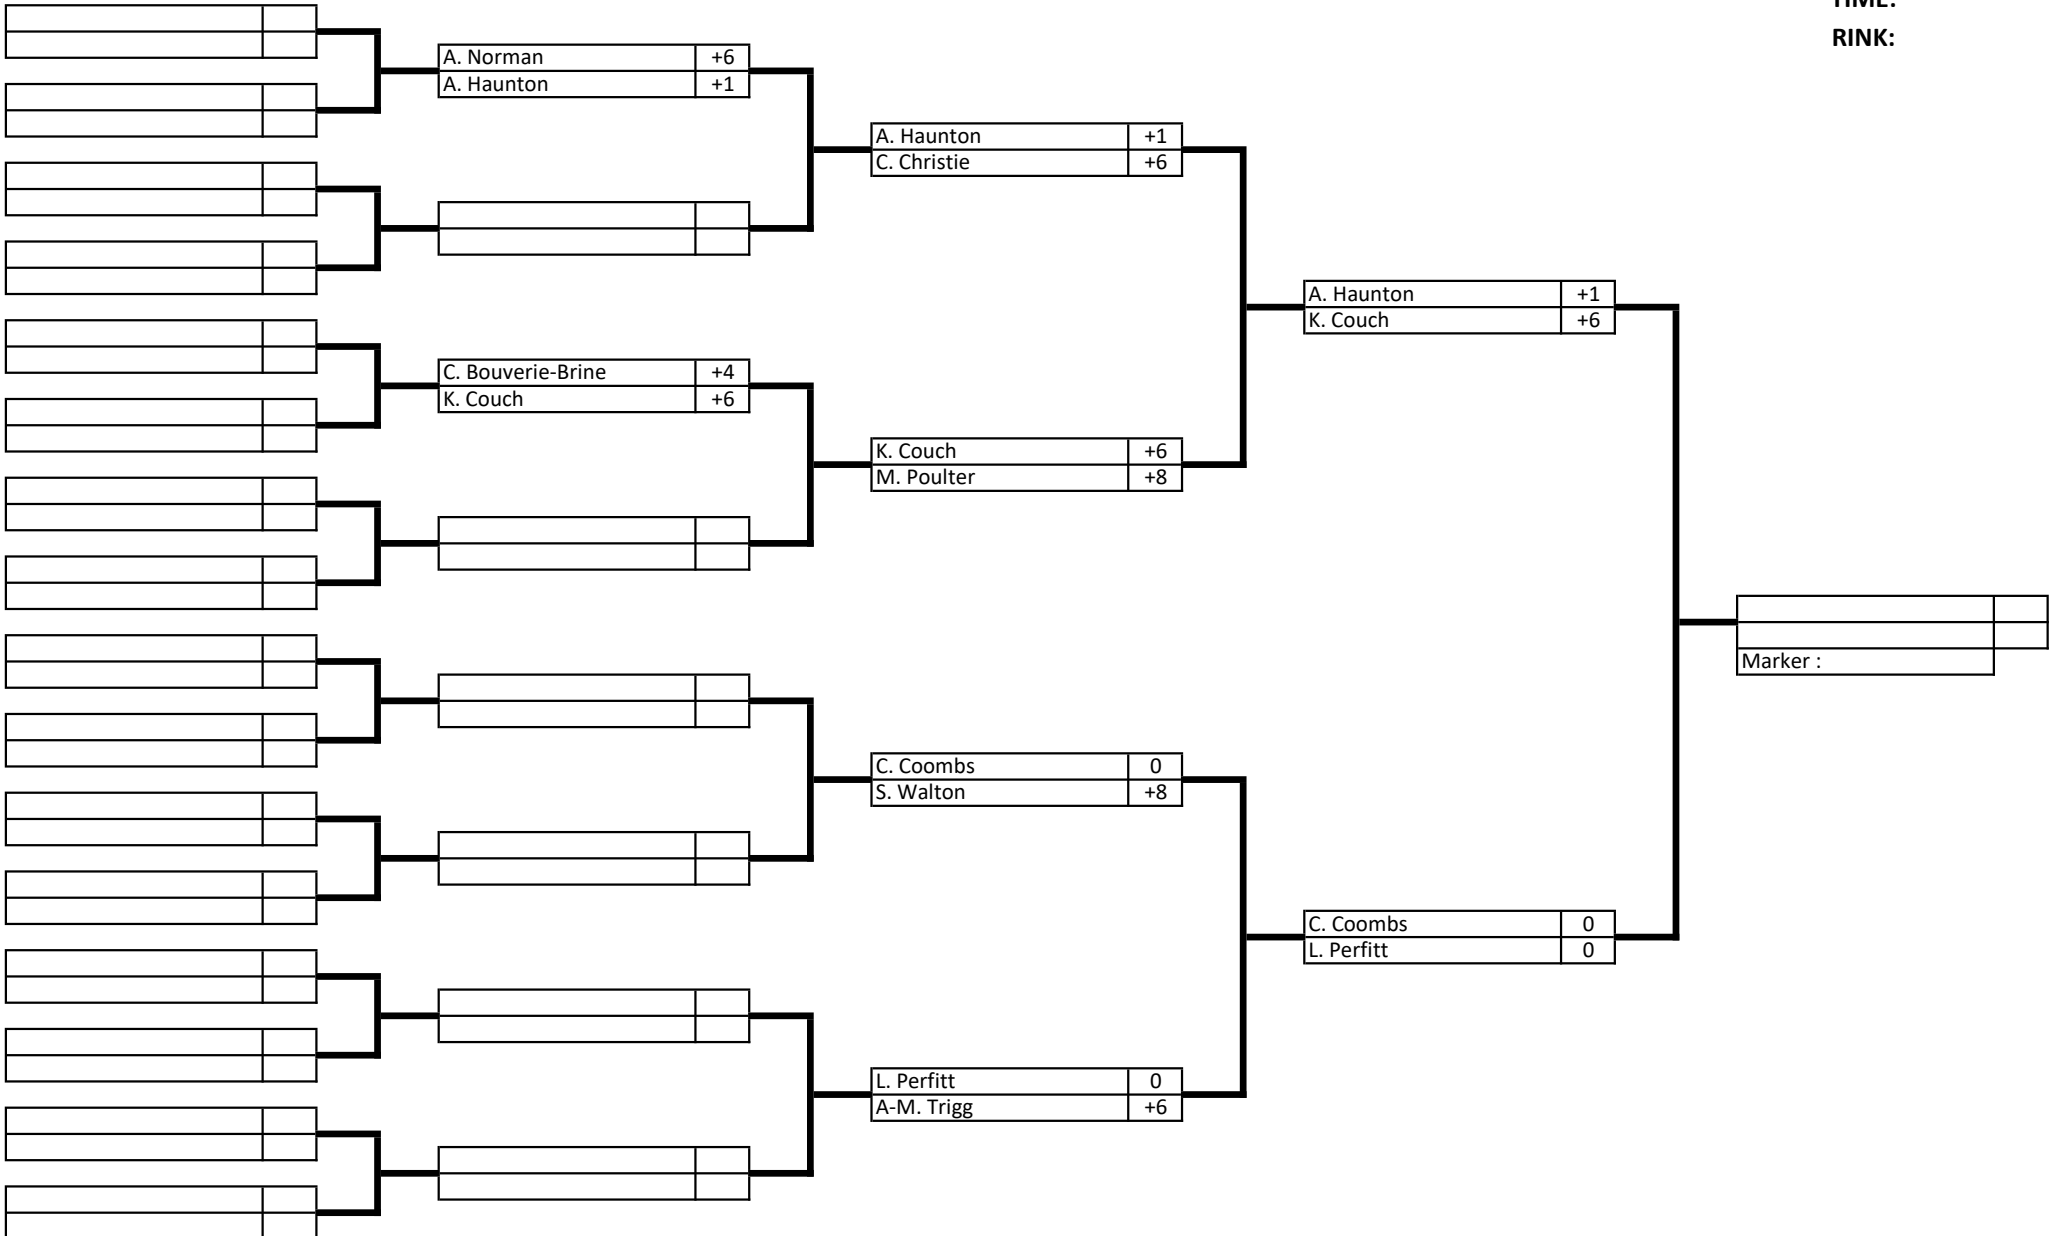 TIME:
RINK:
A. Norman +6
A. Haunton +1
A. Haunton +1
C. Christie +6
A. Haunton +1
K. Couch +6
C. Bouverie-Brine +4
K. Couch +6
K. Couch +6
M. Poulter +8
Marker :
C. Coombs 0
S. Walton +8
C. Coombs 0
L. Perfitt 0
L. Perfitt 0
A-M. Trigg +6